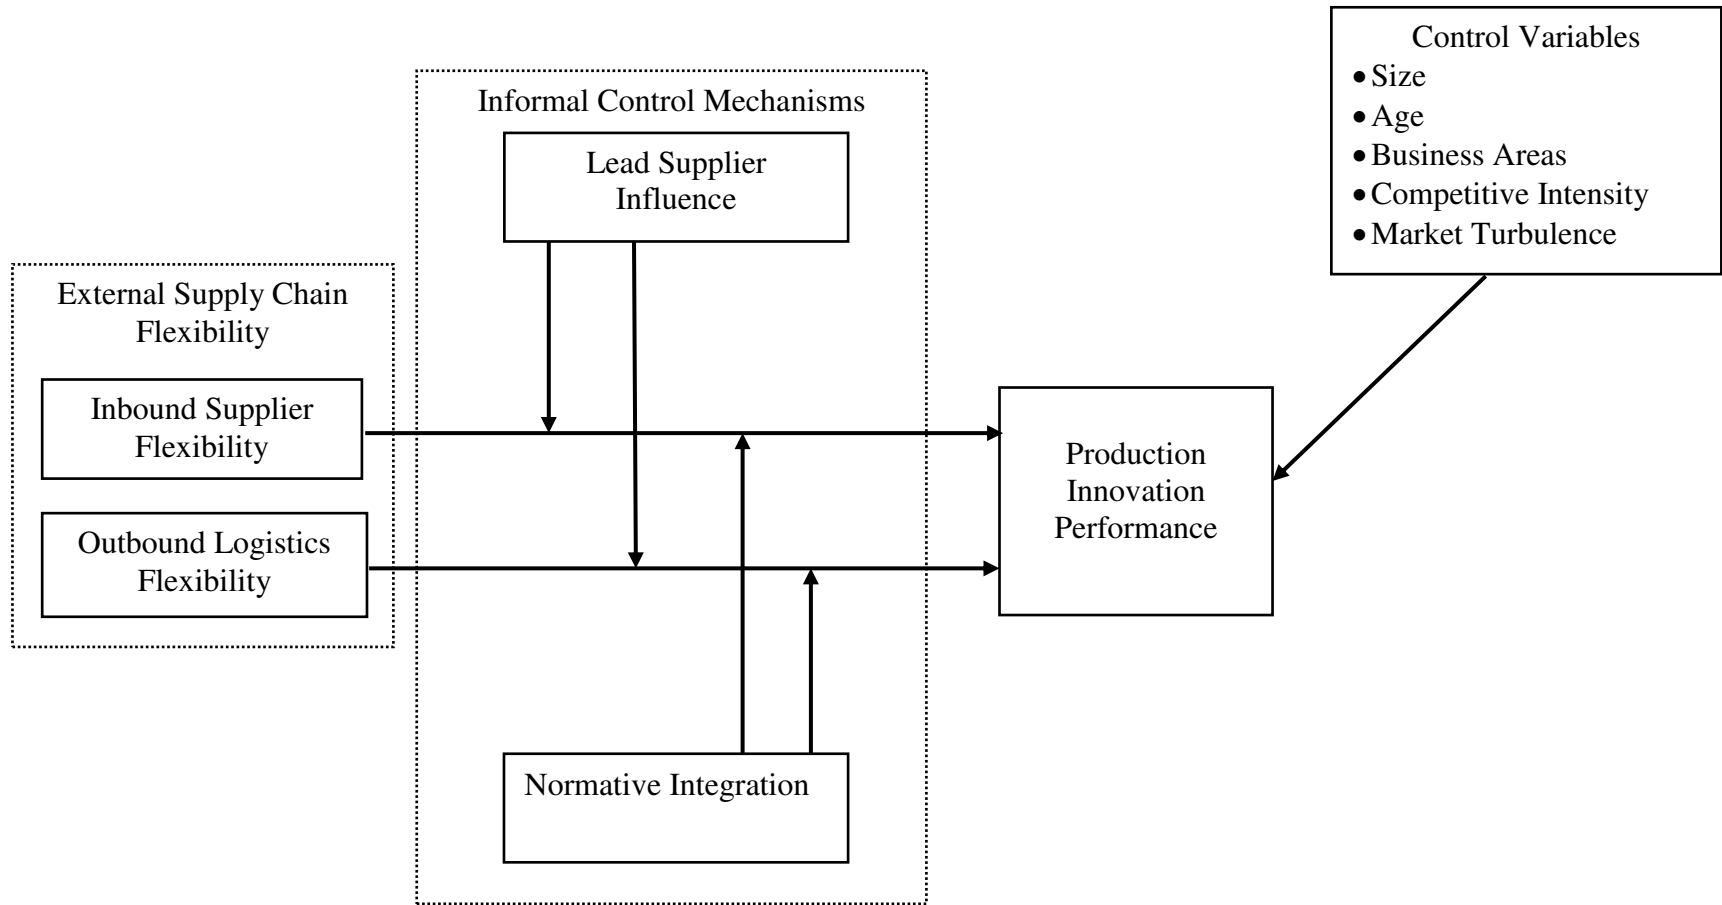 Control Variables
•Size
•Age
•Business Areas
•Competitive Intensity
•Market Turbulence
Informal Control Mechanisms
Lead Supplier
Influence
External Supply Chain
Flexibility
Inbound Supplier
Flexibility
Outbound Logistics
Flexibility
Production
Innovation
Performance
Normative Integration